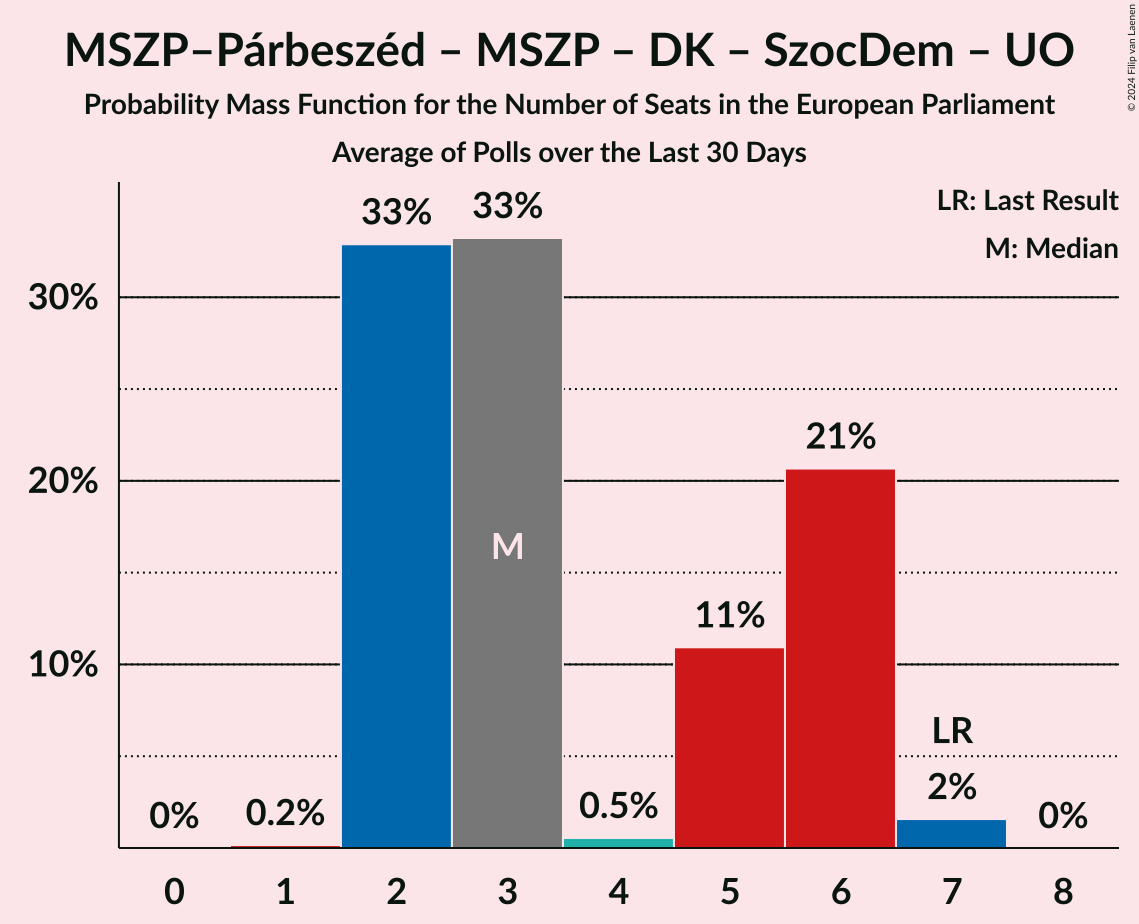 MSZP–Párbeszéd – MSZP – DK – SzocDem – UO
Probability Mass Function for the Number of Seats in the European Parliament
Average of Polls over the Last 30 Days
© 2024 Filip van Laenen
LR: Last Result
M: Median
33%
33%
30%
21%
20%
M
11%
10%
LR
2%
0%
0.2%
0.5%
0%
0
1
2
3
4
5
6
7
8